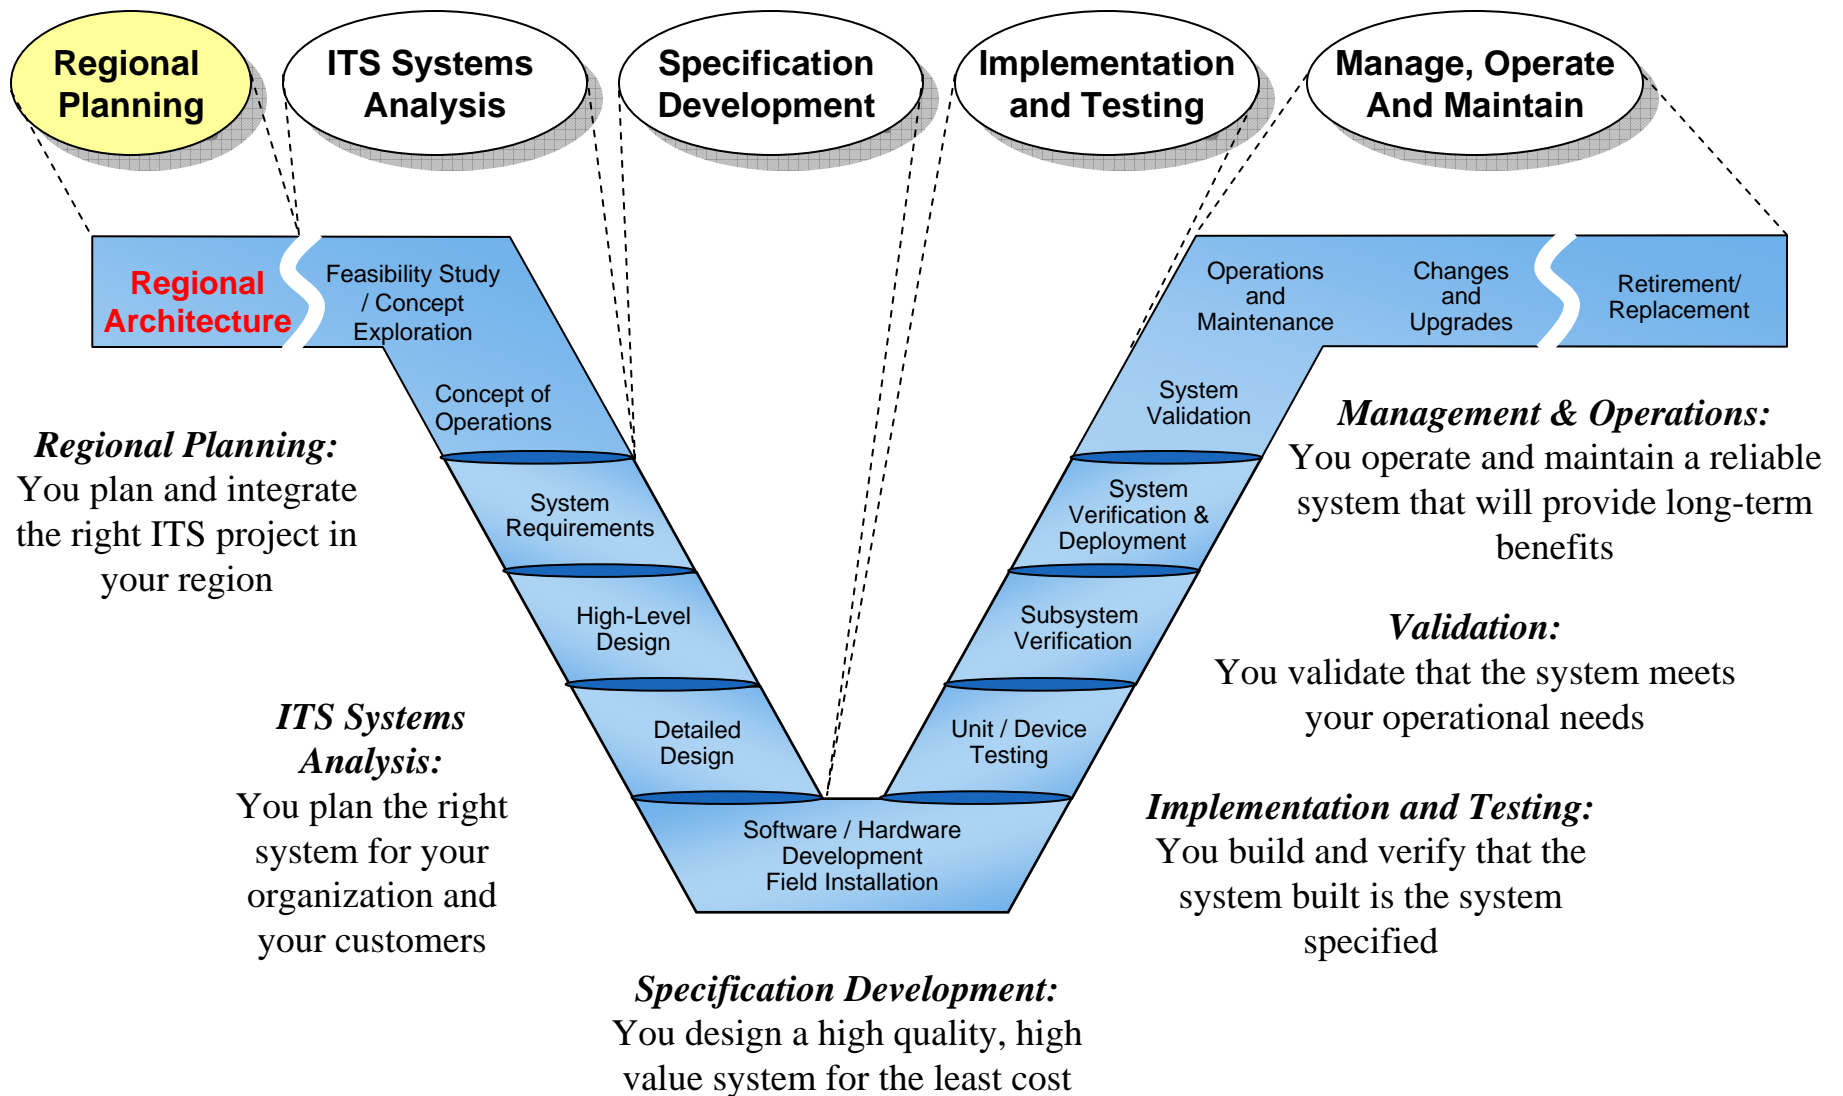 Regional
Planning
ITS Systems
Analysis
Specification
Development
Implementation
and Testing
Manage, Operate
And Maintain
Regional
Architecture
Feasibility Study
/ Concept
Exploration
Concept of
Operations
System
Requirements
High-Level
Design
Detailed
Design
Software / Hardware
Development
Field Installation
Unit / Device
Testing
Subsystem
Verification
System
Verification &
Deployment
System
Validation
Operations
and
Maintenance
Changes
and
Upgrades
Retirement/
Replacement
Regional Planning:
You plan and integrate
the right ITS project in
your region
ITS Systems
Analysis:
You plan the right
system for your
organization and
your customers
Specification Development:
You design a high quality, high
value system for the least cost
Management & Operations:
You operate and maintain a reliable
system that will provide long-term
benefits
Validation:
You validate that the system meets
your operational needs
Implementation and Testing:
You build and verify that the
system built is the system
specified